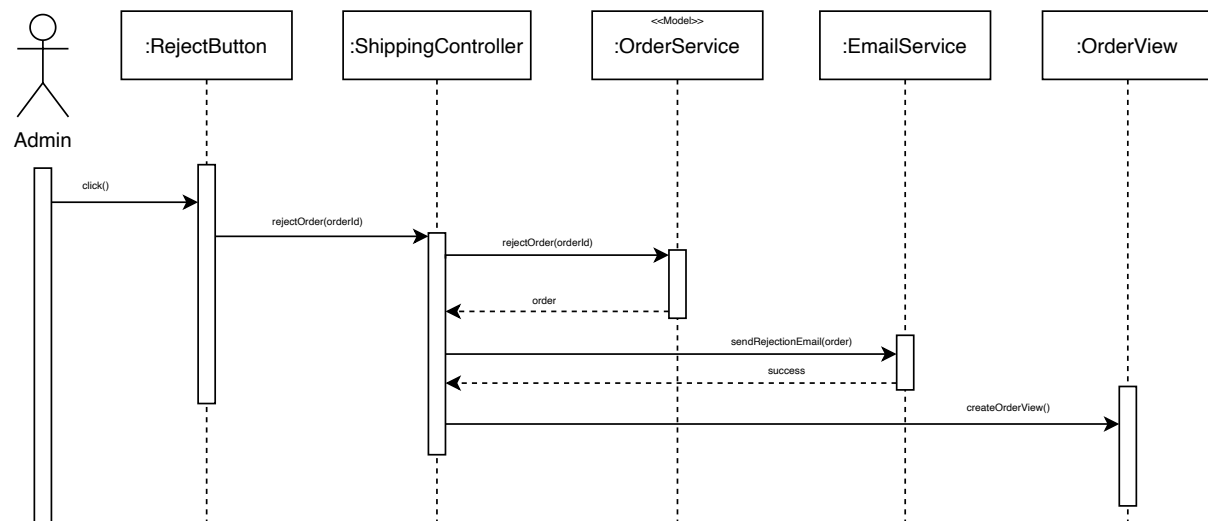 <<Model>>
:RejectButton
:ShippingController
:OrderService
:EmailService
:OrderView
Admin
click()
rejectOrder(orderId)
rejectOrder(orderId)
order
sendRejectionEmail(order)
success
createOrderView()